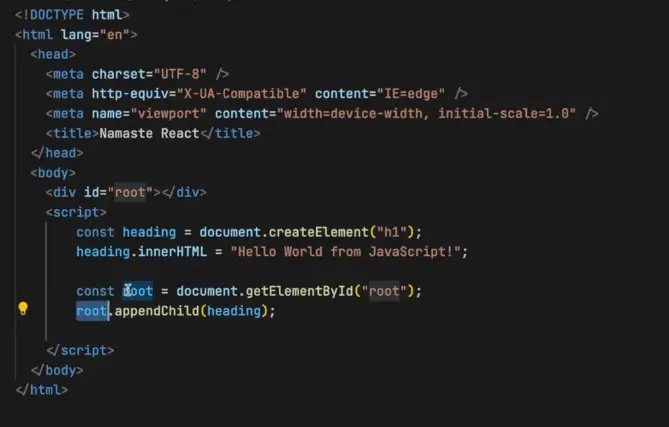 <!DOCTYPE html>
<html lang="en">
<head>
<meta charset="UTF-8" />
<meta http-equiv="X-UA-Compatible" content="IE=edge" />
<meta name="viewport" content="width=device-width, initial-scale=1.0" />
<title>Namaste React</title>
</head>
<body>
<div id="root"></div>
<script>
const heading = document.createElement("h1");
heading.innerHTML = "Hello World from JavaScript!";
const root = document.getElementById("root");
root.appendChild(heading);
</script>
</body>
</html>